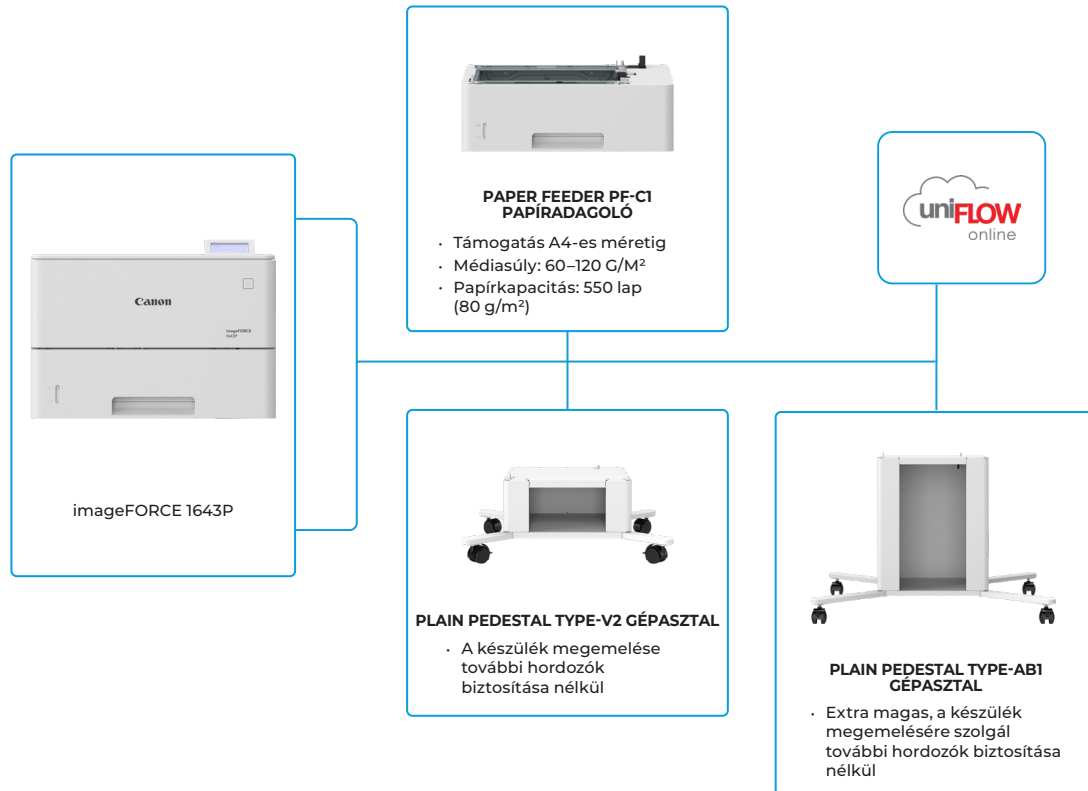 PAPER FEEDER PF-C1
PAPÍRADAGOLÓ
· Támogatás A4-es méretig
· Médiasúly: 60–120 G/M²
· Papírkapacitás: 550 lap
(80 g/m²)
uniFLOW
online
Canon
imageFORCE
1643P
imageFORCE 1643P
PLAIN PEDESTAL TYPE-V2 GÉPASZTAL
· A készülék megemelése
további hordozók
biztosítása nélkül
PLAIN PEDESTAL TYPE-AB1
GÉPASZTAL
· Extra magas, a készülék
megemelésére szolgál
további hordozók biztosítása
nélkül